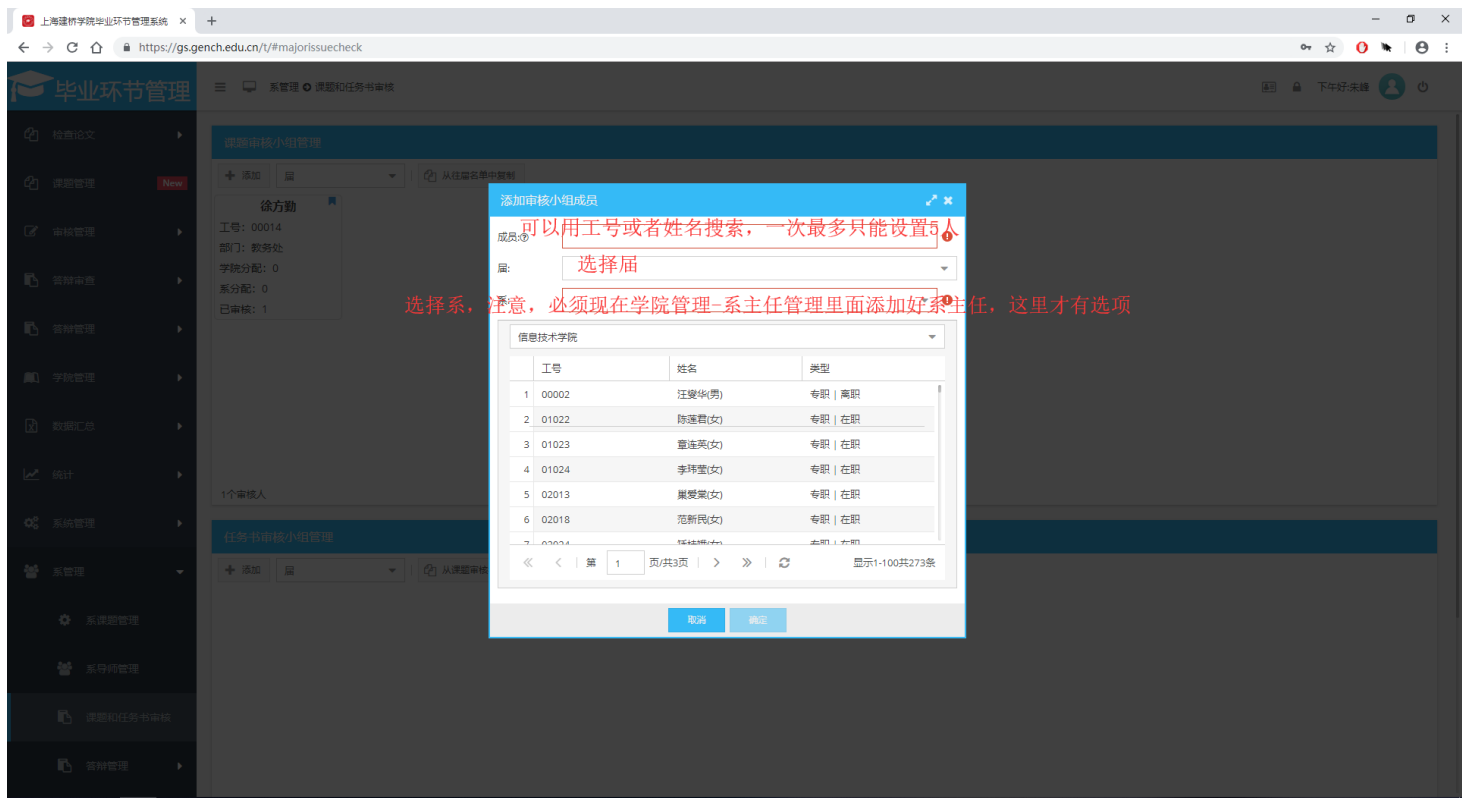 上海建桥学院毕业环节管理系统
https://gs.gench.edu.cn/t/#majorissuecheck
毕业环节管理
系管理 课题和任务书审核
下午好:朱蜂
检查论文
课题管理 New
审核管理
答辩审查
答辩管理
学院管理
数据汇总
统计
系统管理
系管理
系课题管理
系导师管理
课题和任务书审核
答辩管理
课题审核小组管理
添加 届 从往届名单中复制
徐方勤
工号：00014
部门：教务处
学院分配：0
系分配：0
已审核：1
1个审核人
任务书审核小组管理
添加 届 从课题审核
添加审核小组成员
成员:
可以用工号或者姓名搜索，一次最多只能设置5人
届:
选择届
系:
选择系，注意，必须现在学院管理-系主任管理里面添加好系主任，这里才有选项
信息技术学院
工号 姓名 类型
1 00002 汪燮华(男) 专职 | 离职
2 01022 陈莲君(女) 专职 | 在职
3 01023 章连英(女) 专职 | 在职
4 01024 李玮莹(女) 专职 | 在职
5 02013 巢爱棠(女) 专职 | 在职
6 02018 范新民(女) 专职 | 在职
7 02024 专职 | 在职
第 1 页/共3页
显示1-100共273条
取消 确定